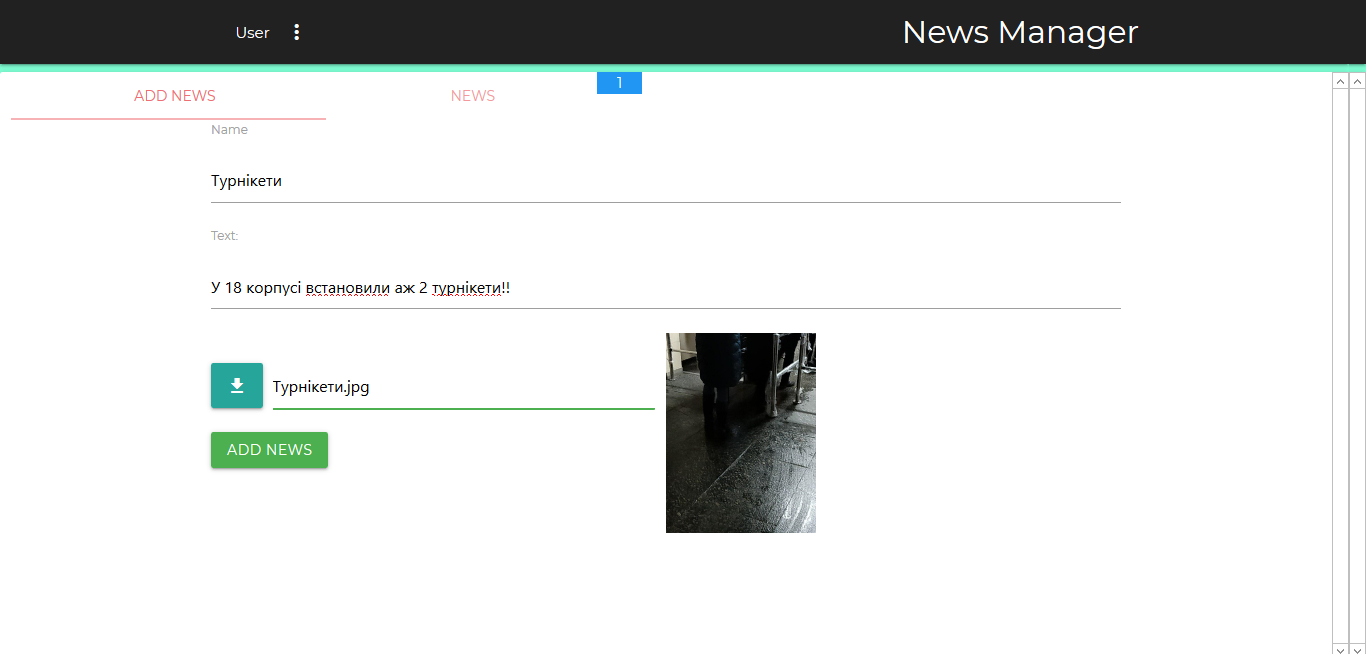 User
News Manager
ADD NEWS
NEWS
1
Name
Турнікети
Text:
У 18 корпусі встановили аж 2 турнікети!!
Турнікети.jpg
ADD NEWS